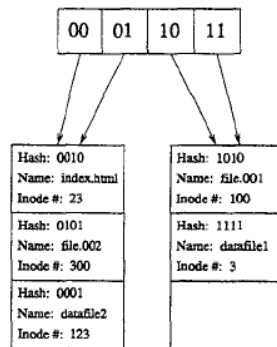 00 01 10 11
Hash: 0010
Name: index.html
Inode #: 23
Hash: 0101
Name: file.002
Inode #: 300
Hash: 0001
Name: datafile2
Inode #: 123
Hash: 1010
Name: file.001
Inode #: 100
Hash: 1111
Name: datafile1
Inode #: 3